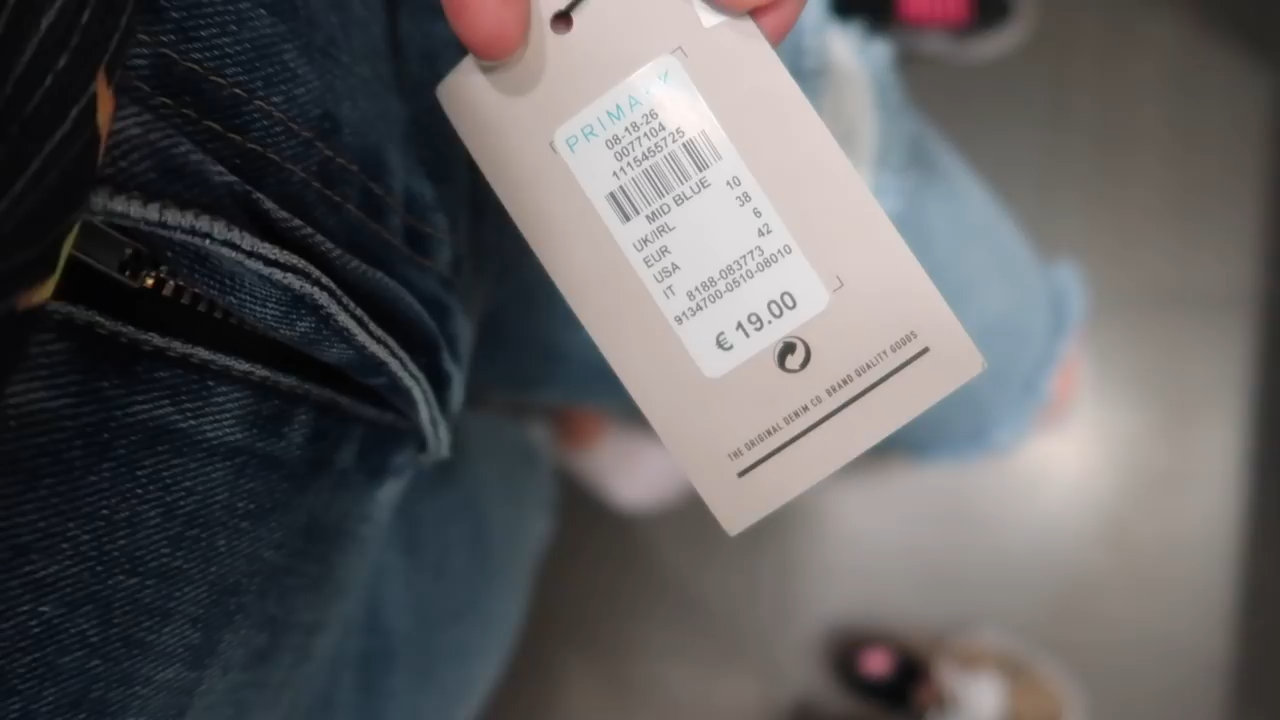 PRIMARK
08-18-26
0077104
1115455725
MID BLUE
UK/IRL 10
EUR 38
USA 6
IT 42
8188-083773
9134700-0510-08010
€ 19.00
THE ORIGINAL DENIM CO. BRAND QUALITY GOODS